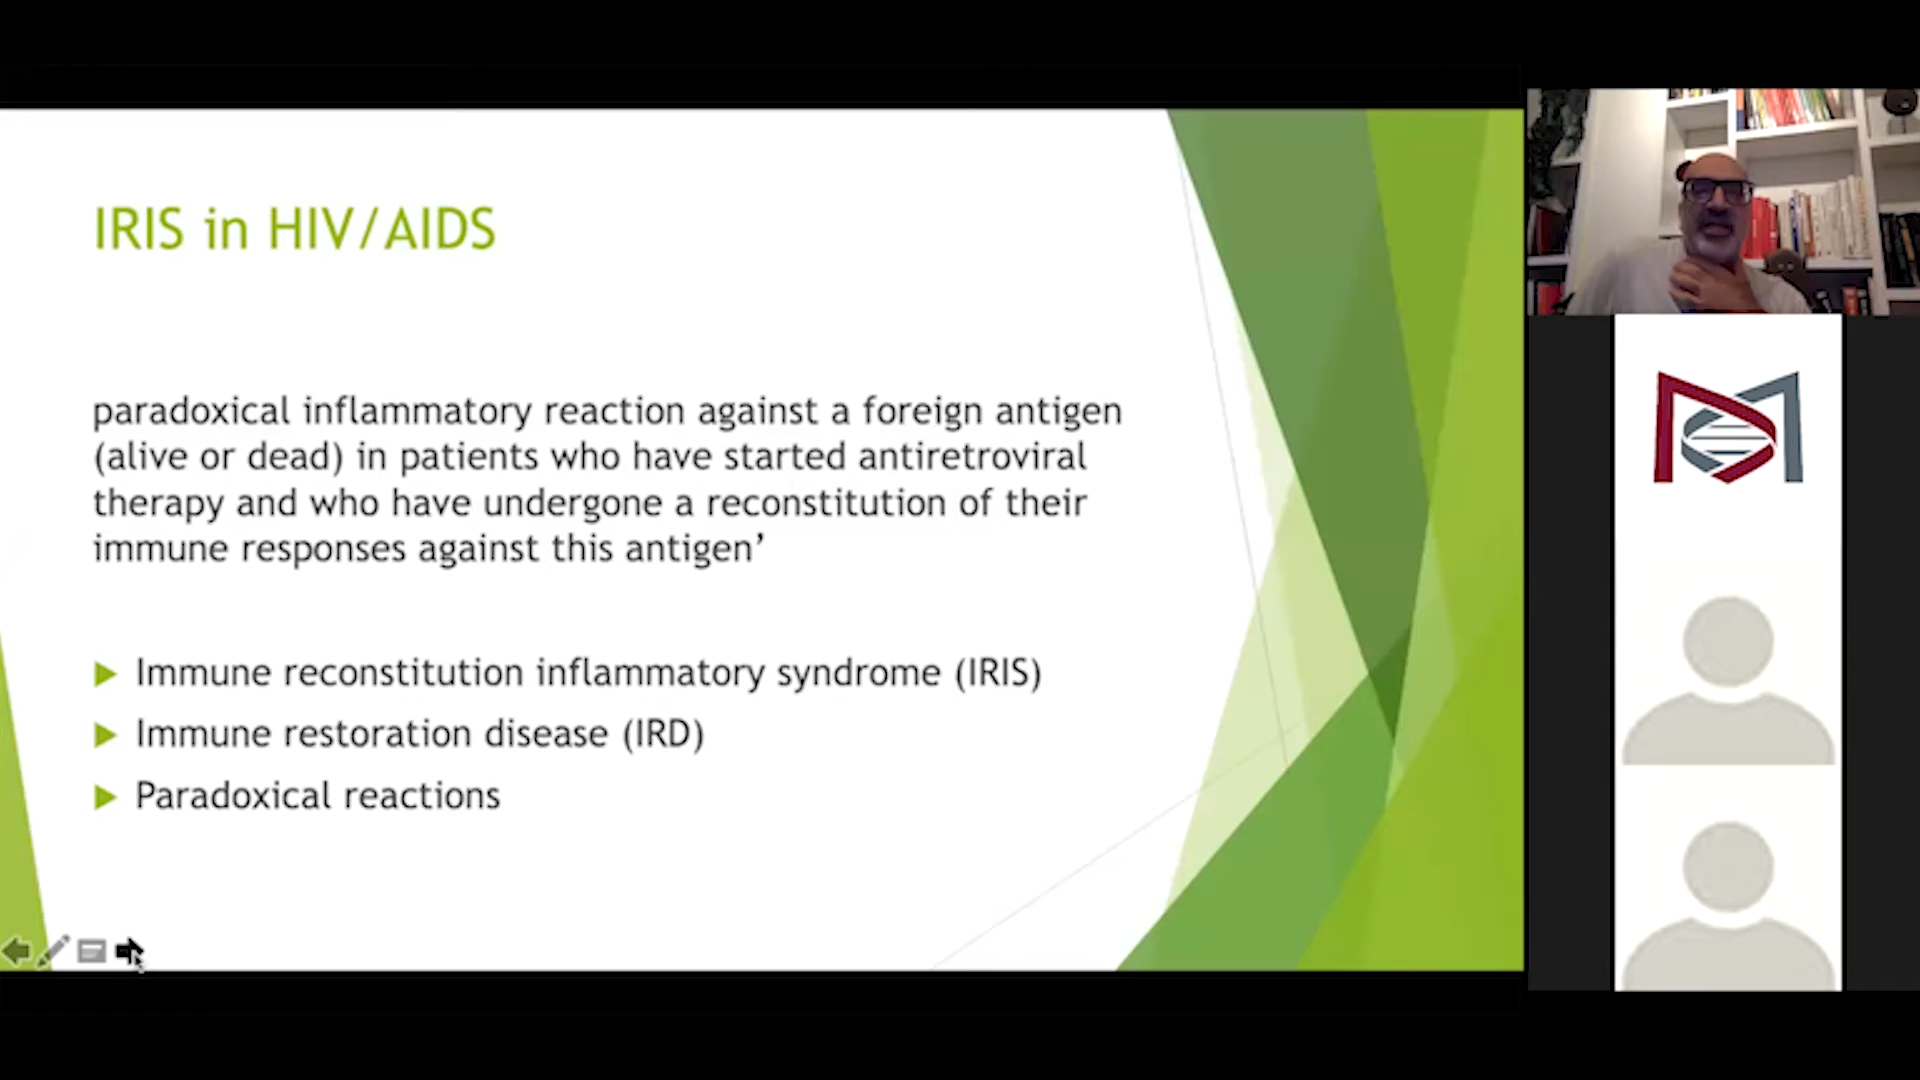 IRIS in HIV/AIDS
paradoxical inflammatory reaction against a foreign antigen
(alive or dead) in patients who have started antiretroviral
therapy and who have undergone a reconstitution of their
immune responses against this antigen’
Immune reconstitution inflammatory syndrome (IRIS)
Immune restoration disease (IRD)
Paradoxical reactions